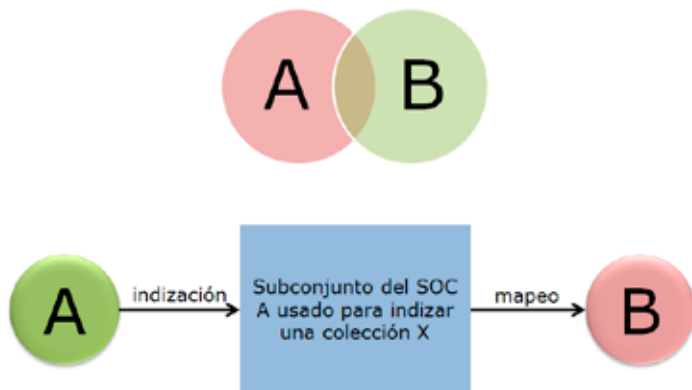 A B
A
indización
Subconjunto del SOC
A usado para indizar
una colección X
mapeo
B